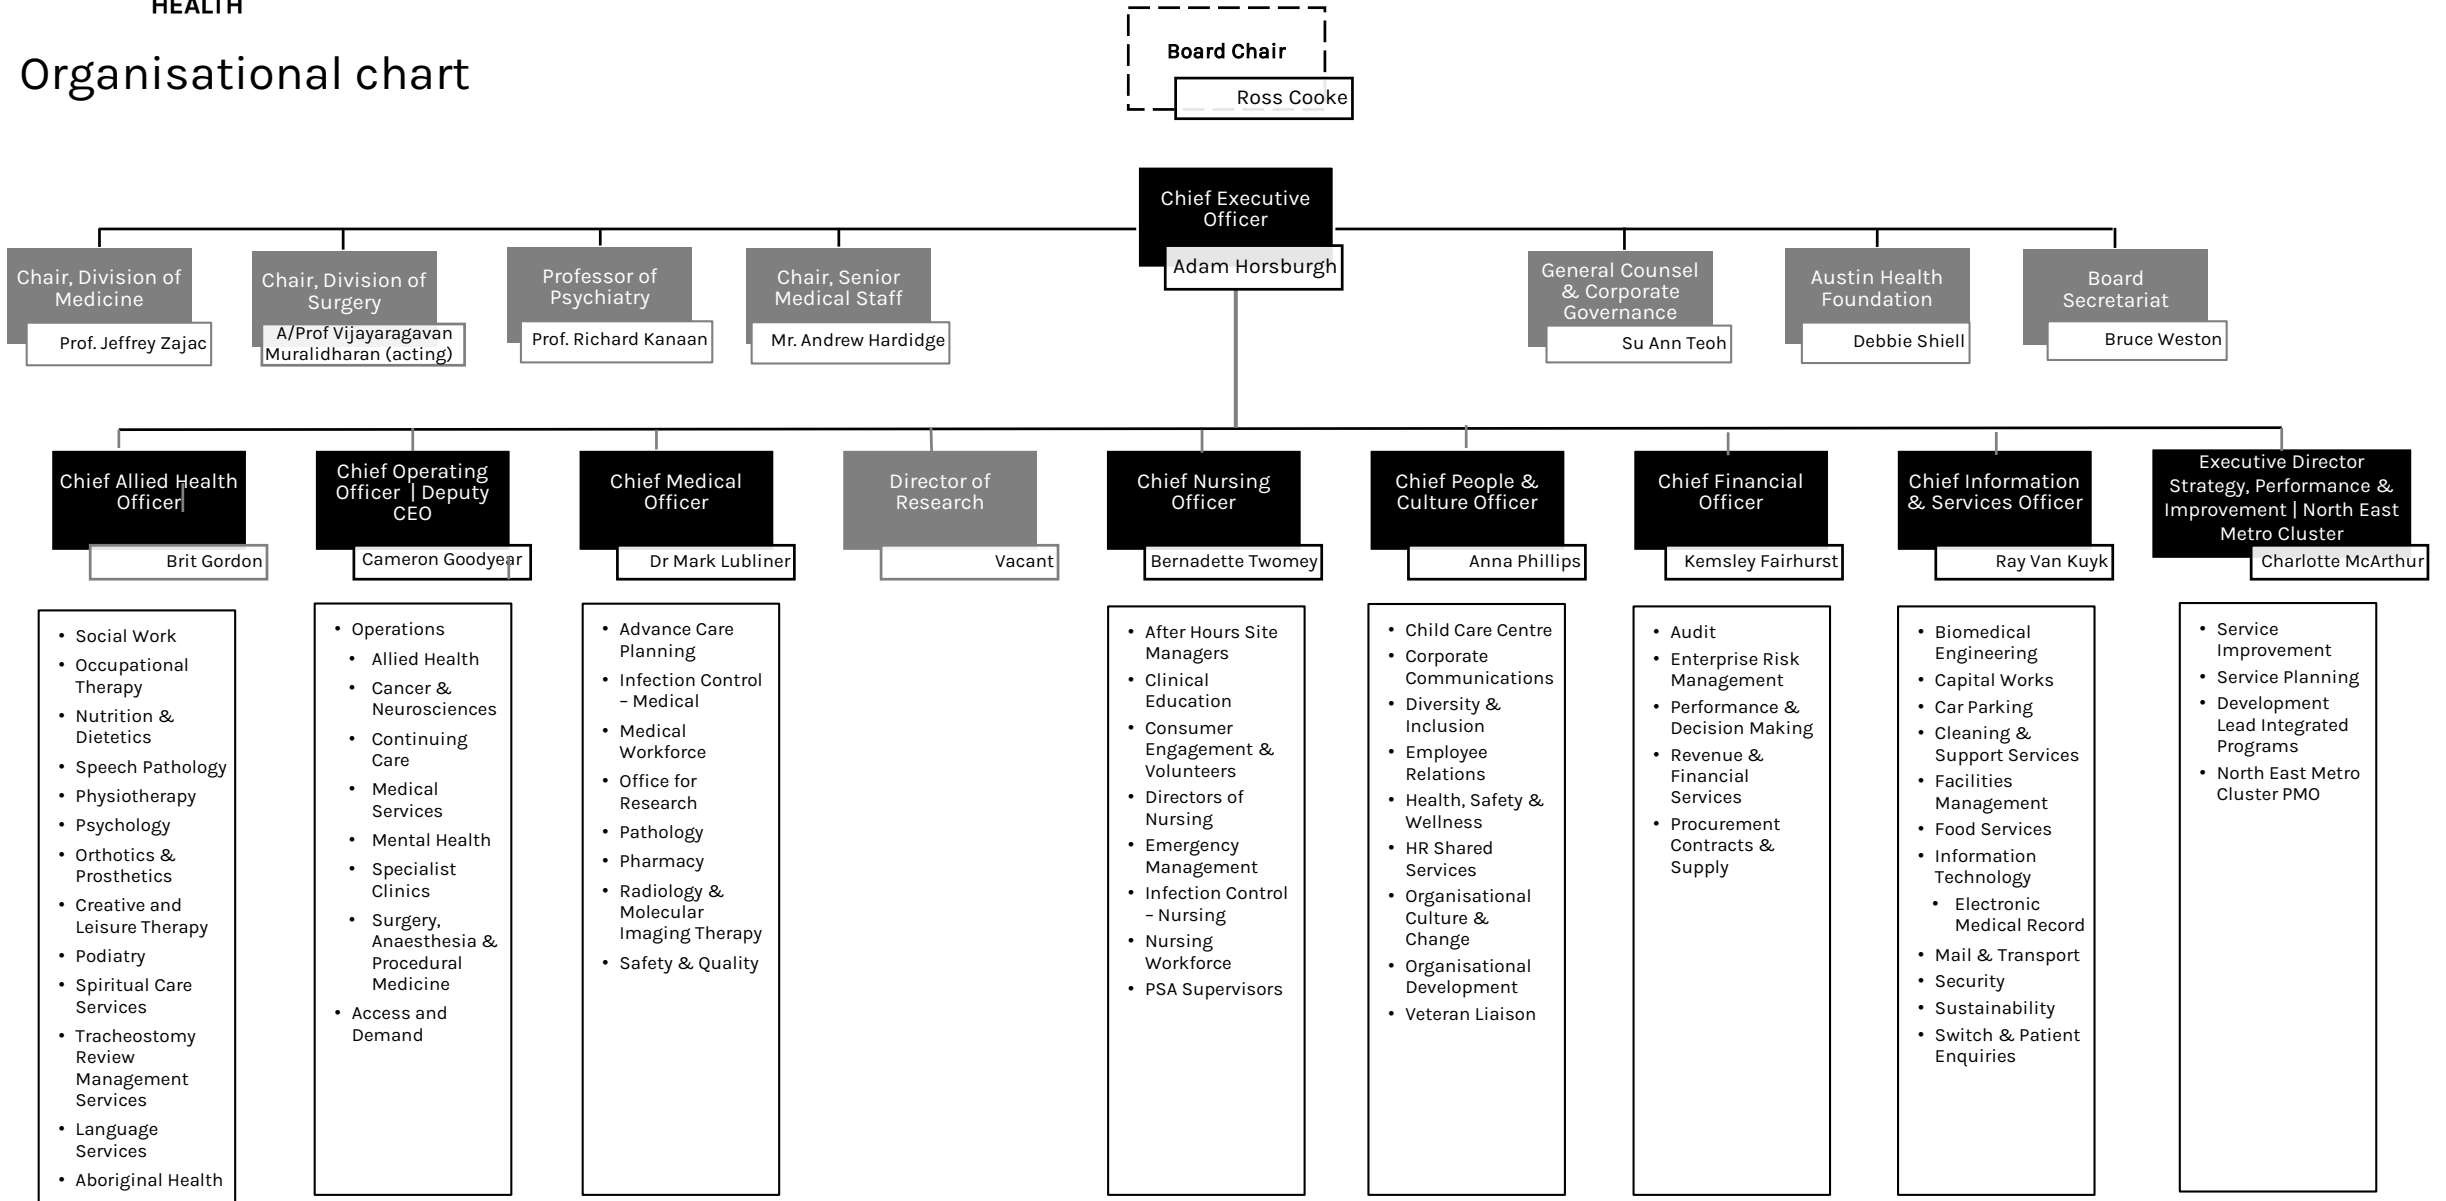 HEALTH
Organisational chart
Board Chair
Ross Cooke
Chief Executive
Officer
Adam Horsburgh
Chair, Division of
Medicine
Prof. Jeffrey Zajac
Chair, Division of
Surgery
A/Prof Vijayaragavan
Muralidharan (acting)
Professor of
Psychiatry
Prof. Richard Kanaan
Chair, Senior
Medical Staff
Mr. Andrew Hardidge
General Counsel
& Corporate
Governance
Su Ann Teoh
Austin Health
Foundation
Debbie Shiell
Board
Secretariat
Bruce Weston
Chief Allied Health
Officer
Brit Gordon
Chief Operating
Officer | Deputy
CEO
Cameron Goodyear
Chief Medical
Officer
Dr Mark Lubliner
Director of
Research
Vacant
Chief Nursing
Officer
Bernadette Twomey
Chief People &
Culture Officer
Anna Phillips
Chief Financial
Officer
Kemsley Fairhurst
Chief Information
& Services Officer
Ray Van Kuyk
Executive Director
Strategy, Performance &
Improvement | North East
Metro Cluster
Charlotte McArthur
• Social Work
• Occupational
Therapy
• Nutrition &
Dietetics
• Speech Pathology
• Physiotherapy
• Psychology
• Orthotics &
Prosthetics
• Creative and
Leisure Therapy
• Podiatry
• Spiritual Care
Services
• Tracheostomy
Review
Management
Services
• Language
Services
• Aboriginal Health
• Operations
• Allied Health
• Cancer &
Neurosciences
• Continuing
Care
• Medical
Services
• Mental Health
• Specialist
Clinics
• Surgery,
Anaesthesia &
Procedural
Medicine
• Access and
Demand
• Advance Care
Planning
• Infection Control
– Medical
• Medical
Workforce
• Office for
Research
• Pathology
• Pharmacy
• Radiology &
Molecular
Imaging Therapy
• Safety & Quality
• After Hours Site
Managers
• Clinical
Education
• Consumer
Engagement &
Volunteers
• Directors of
Nursing
• Emergency
Management
• Infection Control
– Nursing
• Nursing
Workforce
• PSA Supervisors
• Child Care Centre
• Corporate
Communications
• Diversity &
Inclusion
• Employee
Relations
• Health, Safety &
Wellness
• HR Shared
Services
• Organisational
Culture &
Change
• Organisational
Development
• Veteran Liaison
• Audit
• Enterprise Risk
Management
• Performance &
Decision Making
• Revenue &
Financial
Services
• Procurement
Contracts &
Supply
• Biomedical
Engineering
• Capital Works
• Car Parking
• Cleaning &
Support Services
• Facilities
Management
• Food Services
• Information
Technology
• Electronic
Medical Record
• Mail & Transport
• Security
• Sustainability
• Switch & Patient
Enquiries
• Service
Improvement
• Service Planning
• Development
Lead Integrated
Programs
• North East Metro
Cluster PMO